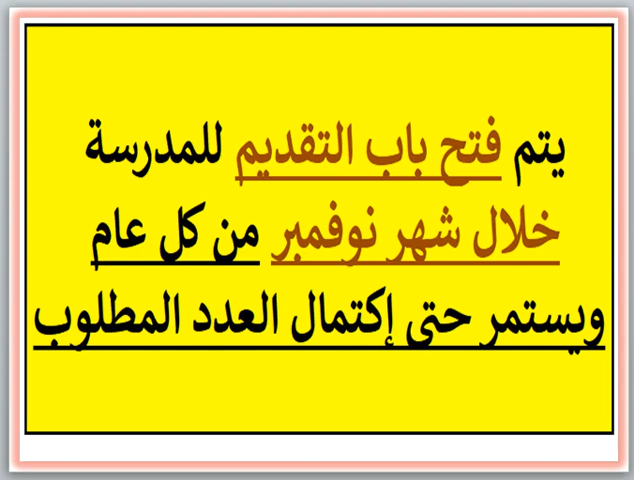 يتم فتح باب التقديم للمدرسة
خلال شهر نوفمبر من كل عام
ويستمر حتى إكتمال العدد المطلوب